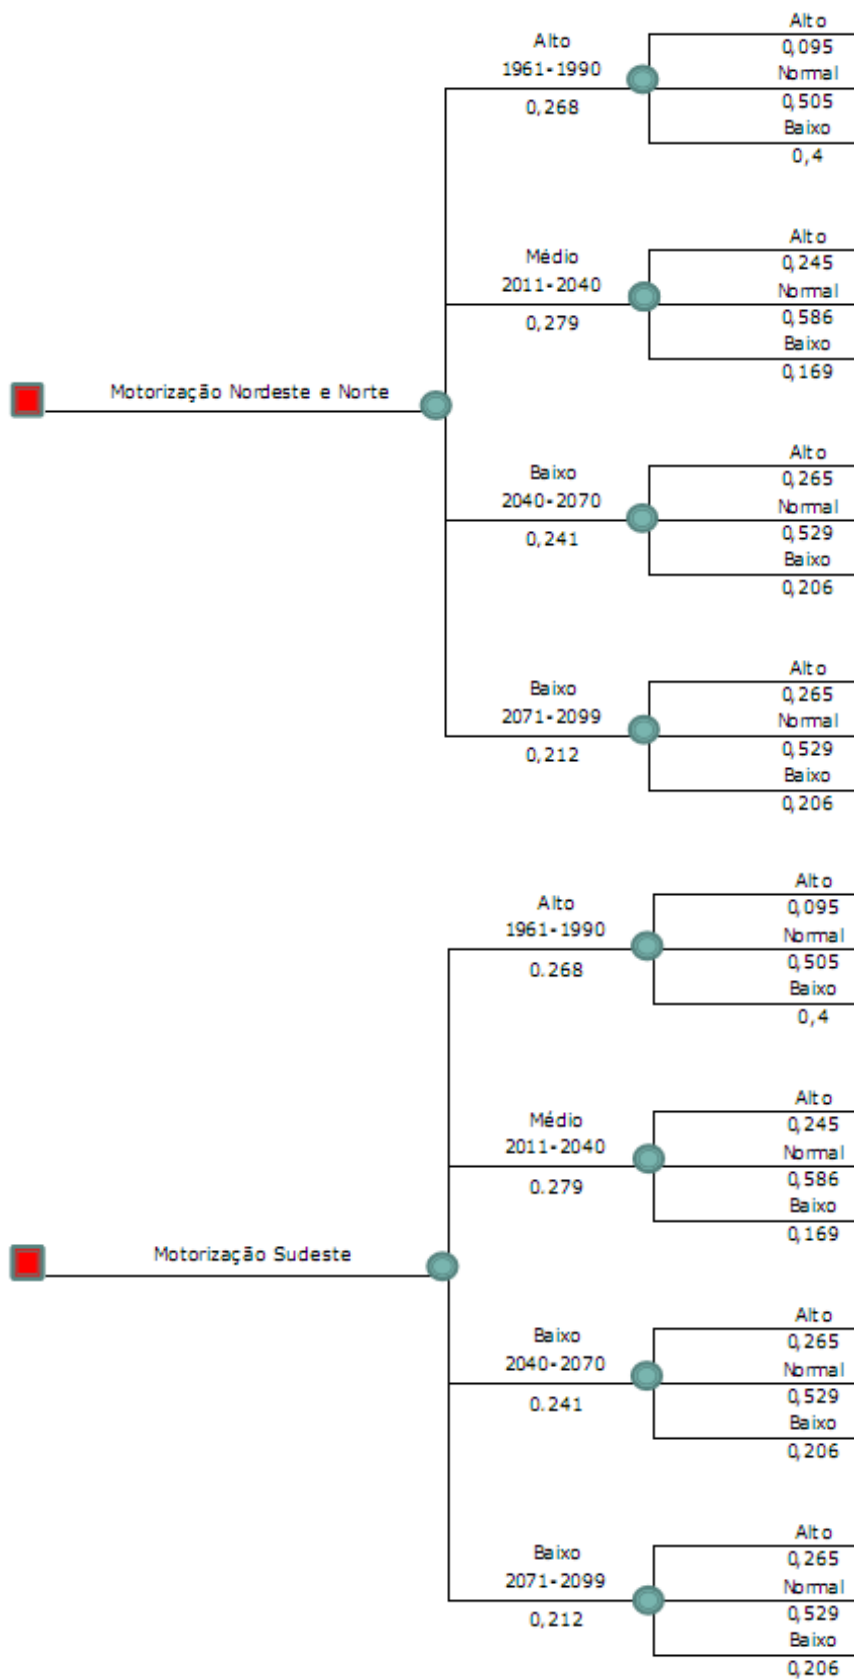 Alto
0,095
Alto
1961-1990
Normal
0,268
0,505
Baixo
0,4
Alto
0,245
Médio
2011-2040
Normal
0,279
0,586
Baixo
0,169
Motorização Nordeste e Norte
Alto
0,265
Baixo
2040-2070
Normal
0,241
0,529
Baixo
0,206
Alto
0,265
Baixo
2071-2099
Normal
0,212
0,529
Baixo
0,206
Alto
0,095
Alto
1961-1990
Normal
0.268
0,505
Baixo
0,4
Alto
0,245
Médio
2011-2040
Normal
0.279
0,586
Baixo
0,169
Motorização Sudeste
Alto
0,265
Baixo
2040-2070
Normal
0.241
0,529
Baixo
0,206
Alto
0,265
Baixo
2071-2099
Normal
0,212
0,529
Baixo
0,206